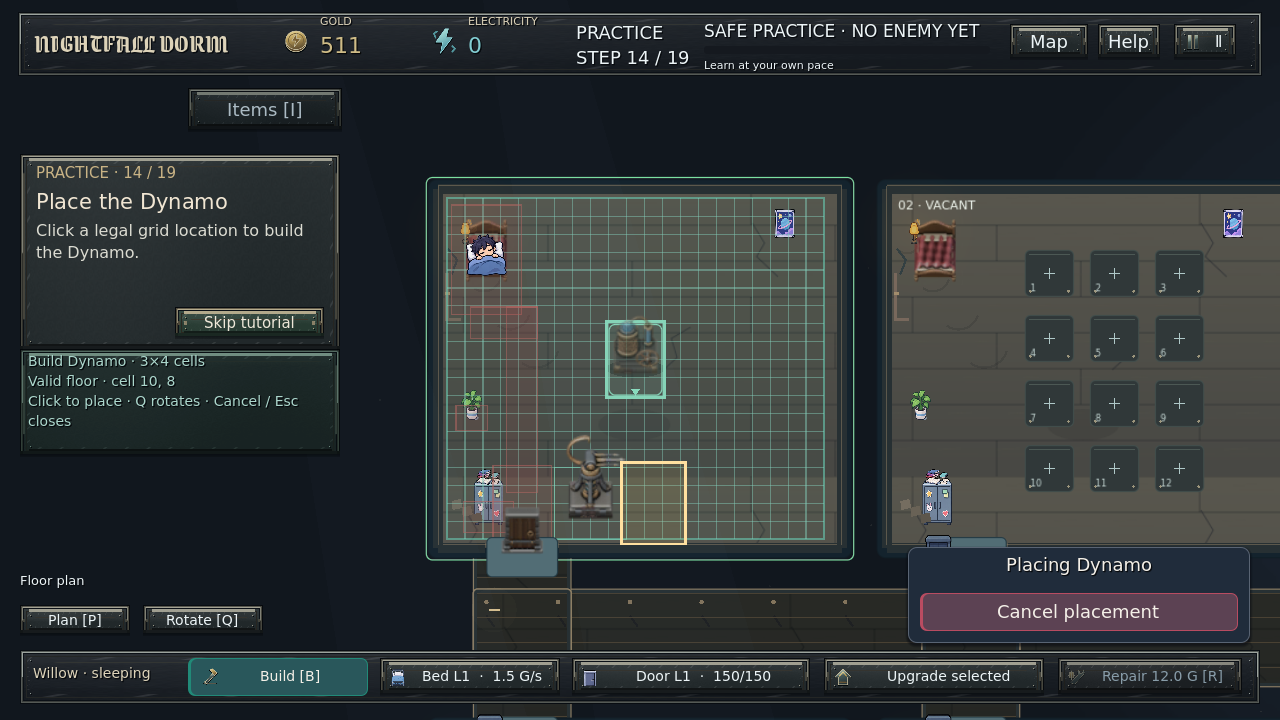 NIGHTFALL DORM
GOLD
511
ELECTRICITY
0
PRACTICE
STEP 14 / 19
SAFE PRACTICE · NO ENEMY YET
Learn at your own pace
Map
Help
Items [I]
PRACTICE · 14 / 19
Place the Dynamo
Click a legal grid location to build
the Dynamo.
Skip tutorial
Build Dynamo · 3×4 cells
Valid floor · cell 10, 8
Click to place · Q rotates · Cancel / Esc
closes
02 · VACANT
1
2
3
4
5
6
7
8
9
10
11
12
Placing Dynamo
Cancel placement
Floor plan
Plan [P]
Rotate [Q]
Willow · sleeping
Build [B]
Bed L1 · 1.5 G/s
Door L1 · 150/150
Upgrade selected
Repair 12.0 G [R]